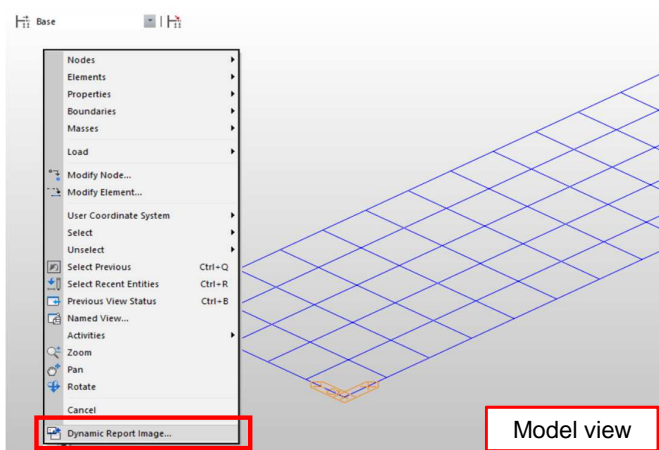 Base
Nodes
Elements
Properties
Boundaries
Masses
Load
Modify Node...
Modify Element...
User Coordinate System
Select
Unselect
Select Previous Ctrl+Q
Select Recent Entities Ctrl+R
Previous View Status Ctrl+B
Named View...
Activities
Zoom
Pan
Rotate
Cancel
Dynamic Report Image...
Model view